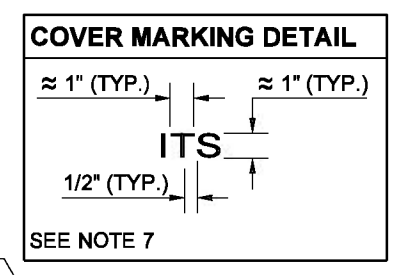 COVER MARKING DETAIL
≈ 1" (TYP.) ≈ 1" (TYP.)
ITS
1/2" (TYP.)
SEE NOTE 7